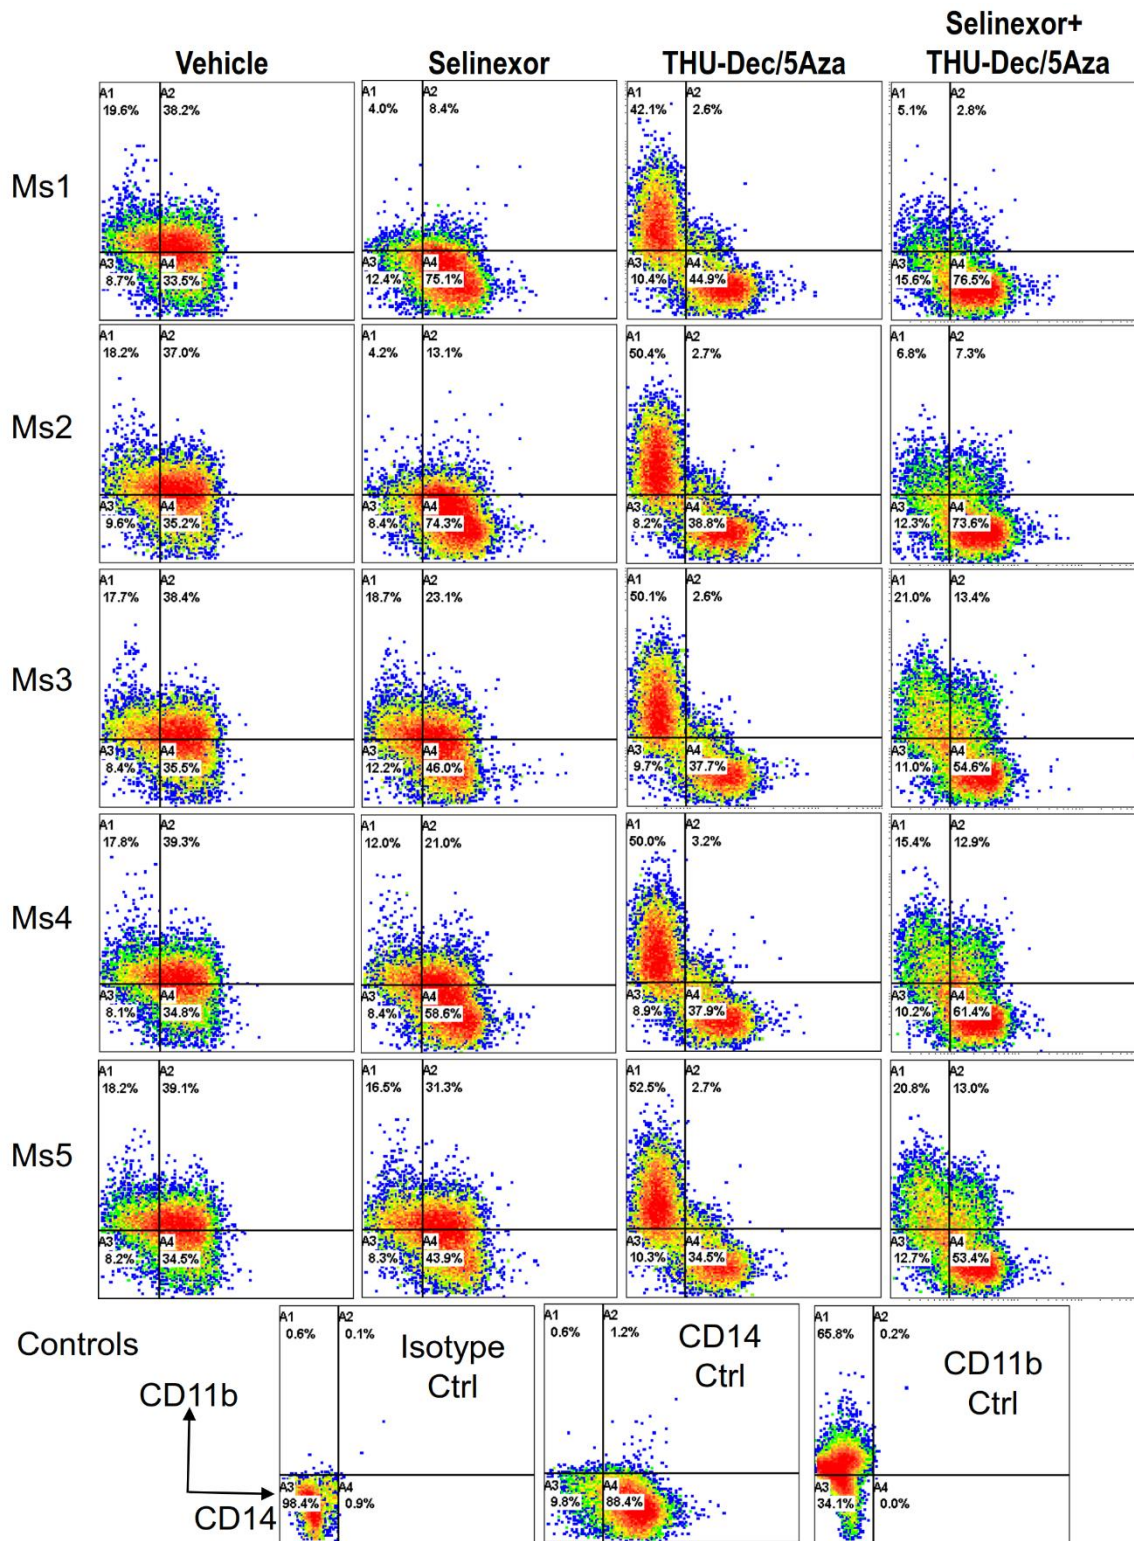 Selinexor+
Vehicle Selinexor THU-Dec/5Aza THU-Dec/5Aza
A1 A2 A1 A2 A1 A2 A1 A2
19.6% 38.2% 4.0% 8.4% 42.1% 2.6% 5.1% 2.8%
Ms1
A3 A4 A3 A4 A3 A4 A3 A4
8.7% 33.5% 12.4% 75.1% 10.4% 44.9% 15.6% 76.5%
A1 A2 A1 A2 A1 A2 A1 A2
18.2% 37.0% 4.2% 13.1% 50.4% 2.7% 6.8% 7.3%
Ms2
A3 A4 A3 A4 A3 A4 A3 A4
9.6% 35.2% 8.4% 74.3% 8.2% 38.8% 12.3% 73.6%
A1 A2 A1 A2 A1 A2 A1 A2
17.7% 38.4% 18.7% 23.1% 50.1% 2.6% 21.0% 13.4%
Ms3
A3 A4 A3 A4 A3 A4 A3 A4
8.4% 35.5% 12.2% 46.0% 9.7% 37.7% 11.0% 54.6%
A1 A2 A1 A2 A1 A2 A1 A2
17.8% 39.3% 12.0% 21.0% 50.0% 3.2% 15.4% 12.9%
Ms4
A3 A4 A3 A4 A3 A4 A3 A4
8.1% 34.8% 8.4% 58.6% 8.9% 37.9% 10.2% 61.4%
A1 A2 A1 A2 A1 A2 A1 A2
18.2% 39.1% 16.5% 31.3% 52.5% 2.7% 20.8% 13.0%
Ms5
A3 A4 A3 A4 A3 A4 A3 A4
8.2% 34.5% 8.3% 43.9% 10.3% 34.5% 12.7% 53.4%
A1 A2 A1 A2 A1 A2
0.6% 0.1% 0.6% 1.2% 65.8% 0.2%
Controls
Isotype Ctrl
CD14 Ctrl
CD11b Ctrl
CD11b
A3 A4 A3 A4 A3 A4
98.4% 0.9% 9.8% 88.4% 34.1% 0.0%
CD14